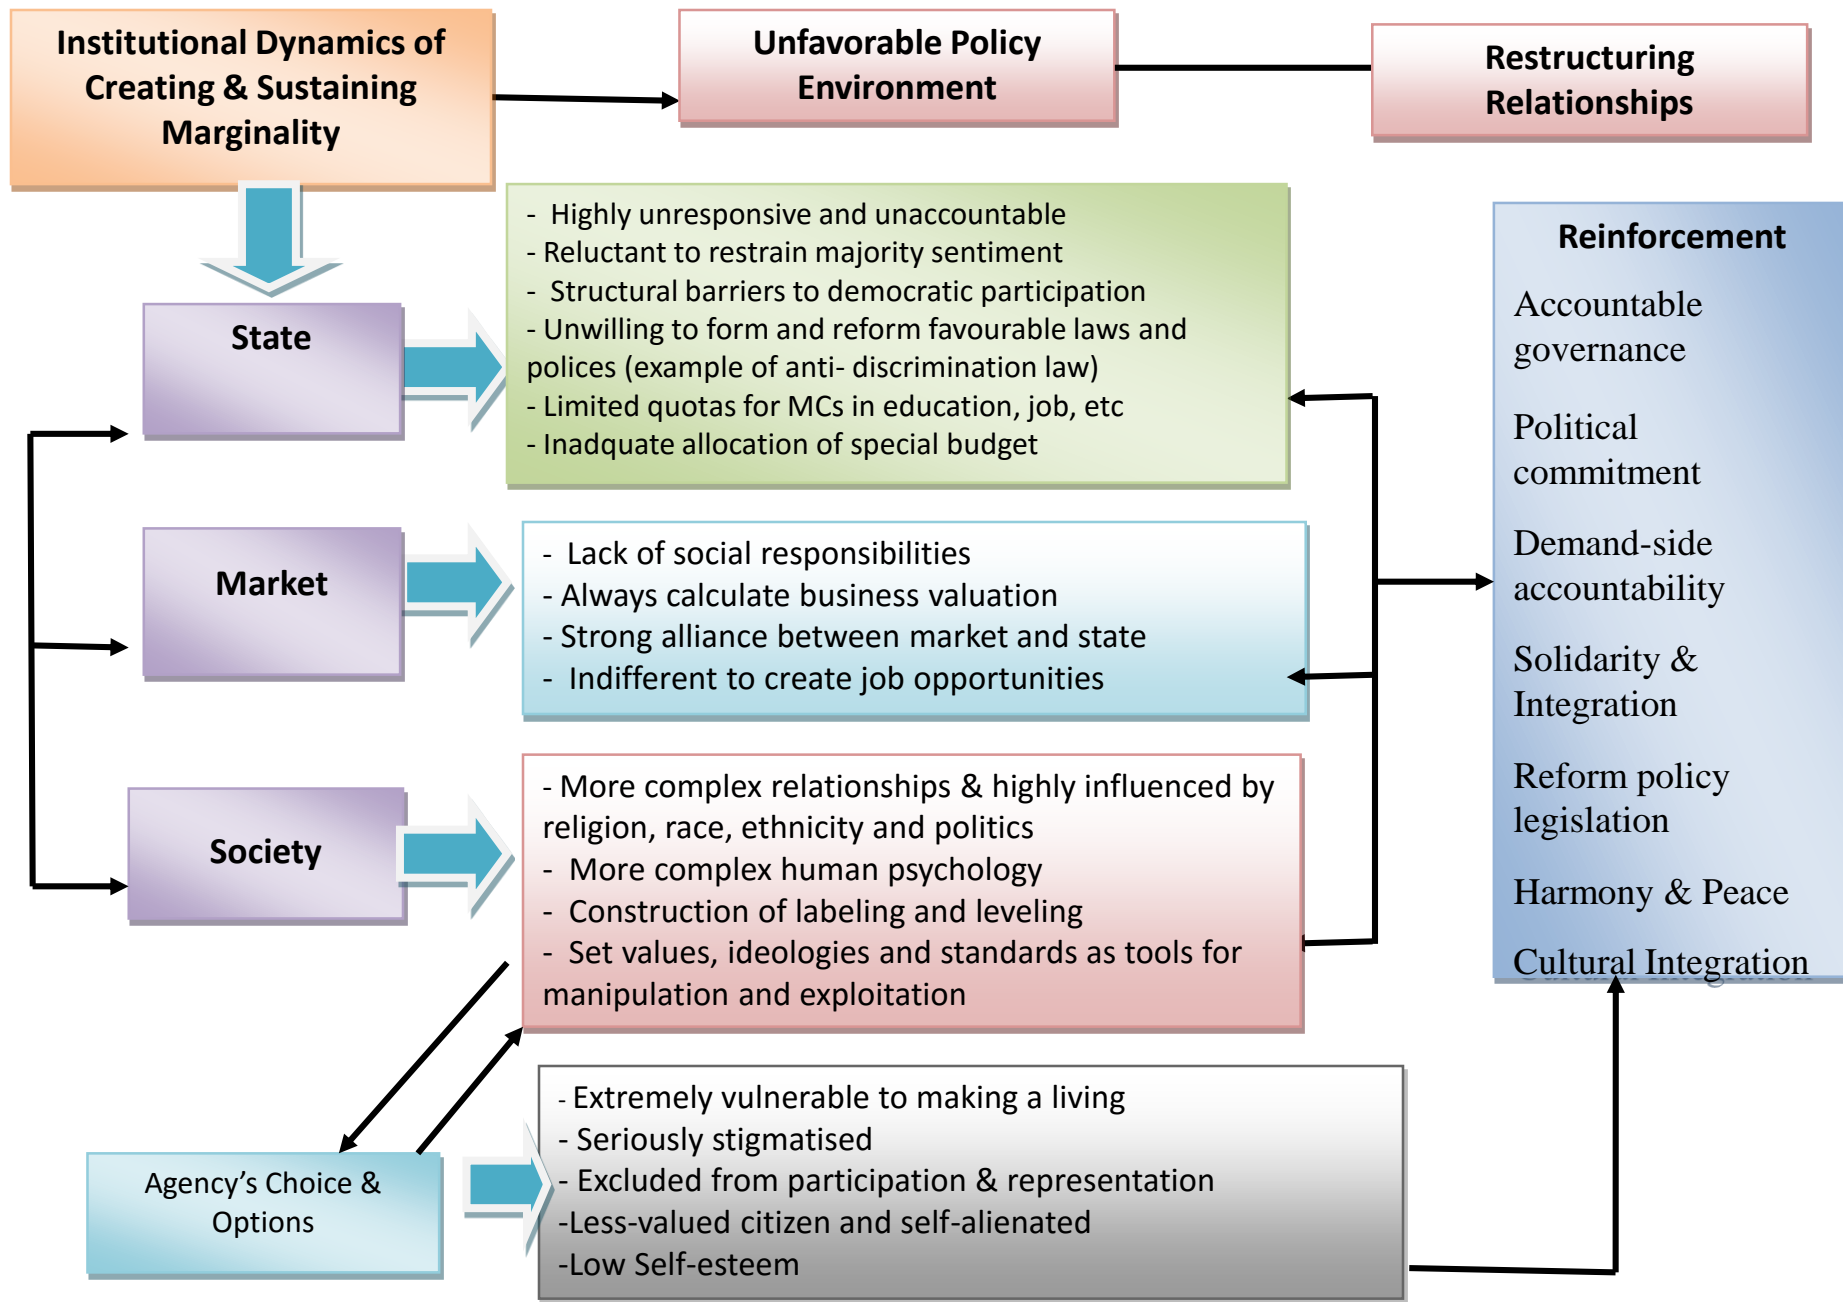 Institutional Dynamics of
Creating & Sustaining
Marginality
Unfavorable Policy
Environment
Restructuring
Relationships
State
- Highly unresponsive and unaccountable
- Reluctant to restrain majority sentiment
- Structural barriers to democratic participation
- Unwilling to form and reform favourable laws and
polices (example of anti- discrimination law)
- Limited quotas for MCs in education, job, etc
- Inadquate allocation of special budget
Market
- Lack of social responsibilities
- Always calculate business valuation
- Strong alliance between market and state
- Indifferent to create job opportunities
Society
- More complex relationships & highly influenced by
religion, race, ethnicity and politics
- More complex human psychology
- Construction of labeling and leveling
- Set values, ideologies and standards as tools for
manipulation and exploitation
Agency's Choice &
Options
- Extremely vulnerable to making a living
- Seriously stigmatised
- Excluded from participation & representation
-Less-valued citizen and self-alienated
-Low Self-esteem
Reinforcement
Accountable
governance
Political
commitment
Demand-side
accountability
Solidarity &
Integration
Reform policy
legislation
Harmony & Peace
Cultural Integration